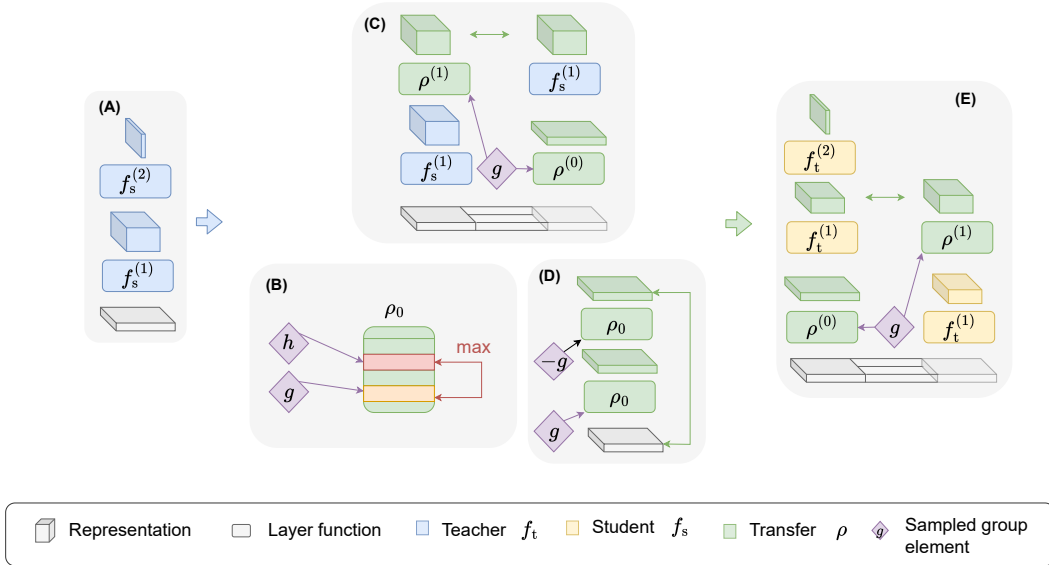 (A)
f_s^(2)
f_s^(1)
(B)
ρ_0
h
g
max
(C)
ρ^(1)
f_s^(1)
f_s^(1)
g
ρ^(0)
(D)
ρ_0
−g
ρ_0
g
(E)
f_t^(2)
f_t^(1)
ρ^(1)
ρ^(0)
g
f_t^(1)
Representation
Layer function
Teacher f_t
Student f_s
Transfer ρ
g
Sampled group
element